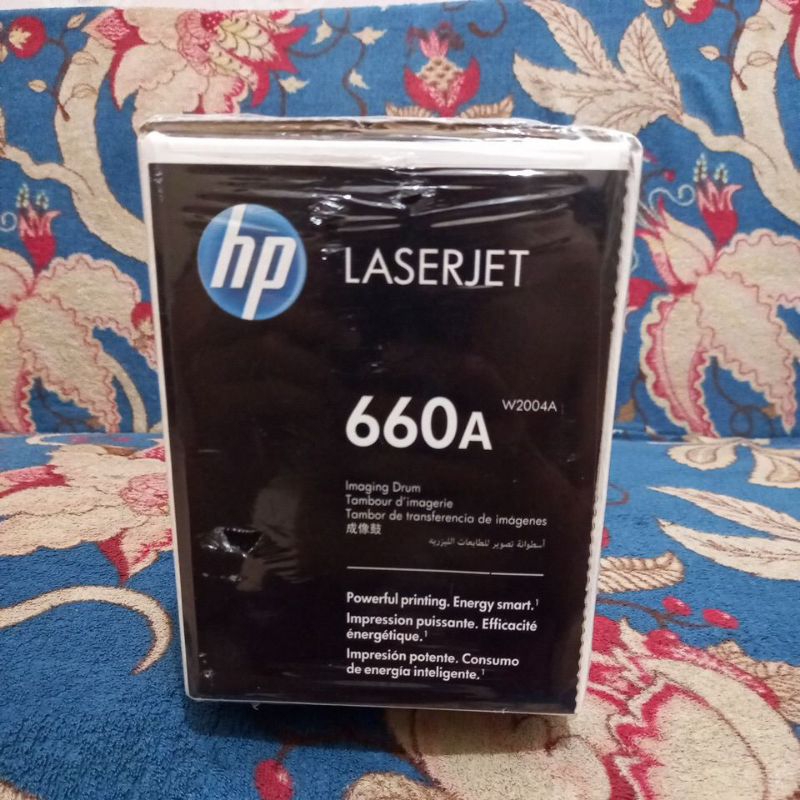 hp
LASERJET
660A
W2004A
Imaging Drum
Tambour d'imagerie
Tambor de transferencia de imágenes
成像鼓
أسطوانة تصوير للطابعات الليزريه
Powerful printing. Energy smart.¹
Impression puissante. Efficacité
énergétique.¹
Impresión potente. Consumo
de energía inteligente.¹